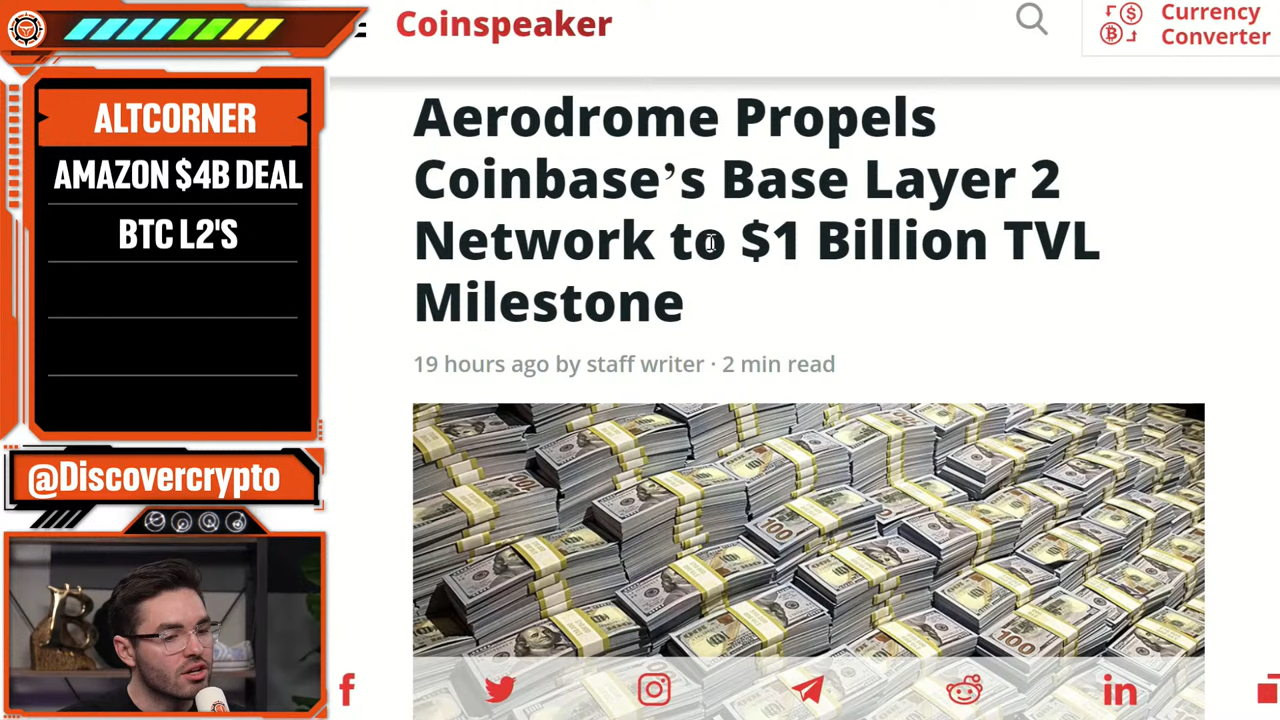 ALTCORNER
AMAZON $4B DEAL
BTC L2'S
@Discovercrypto
Coinspeaker
Currency
Converter
Aerodrome Propels
Coinbase’s Base Layer 2
Network to $1 Billion TVL
Milestone
19 hours ago by staff writer · 2 min read